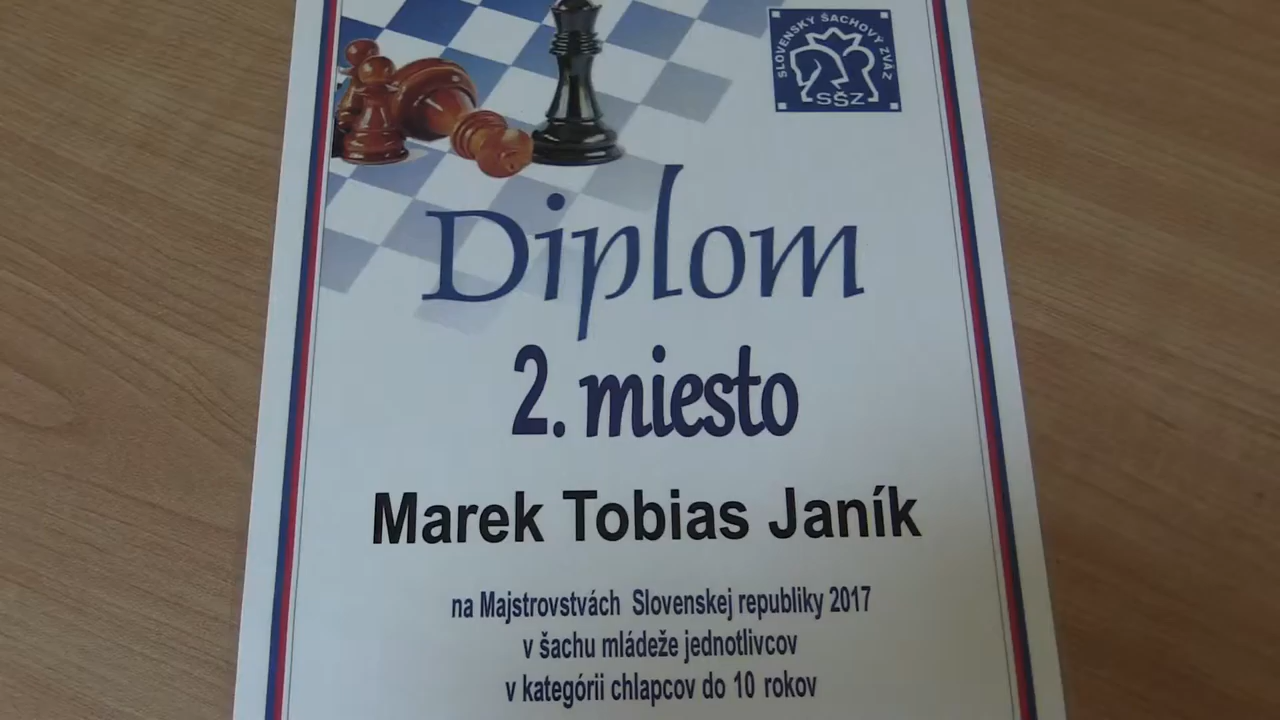 SLOVENSKÝ ŠACHOVÝ ZVÄZ
SŠZ
Diplom
2. miesto
Marek Tobias Janík
na Majstrovstvách Slovenskej republiky 2017
v šachu mládeže jednotlivcov
v kategórii chlapcov do 10 rokov